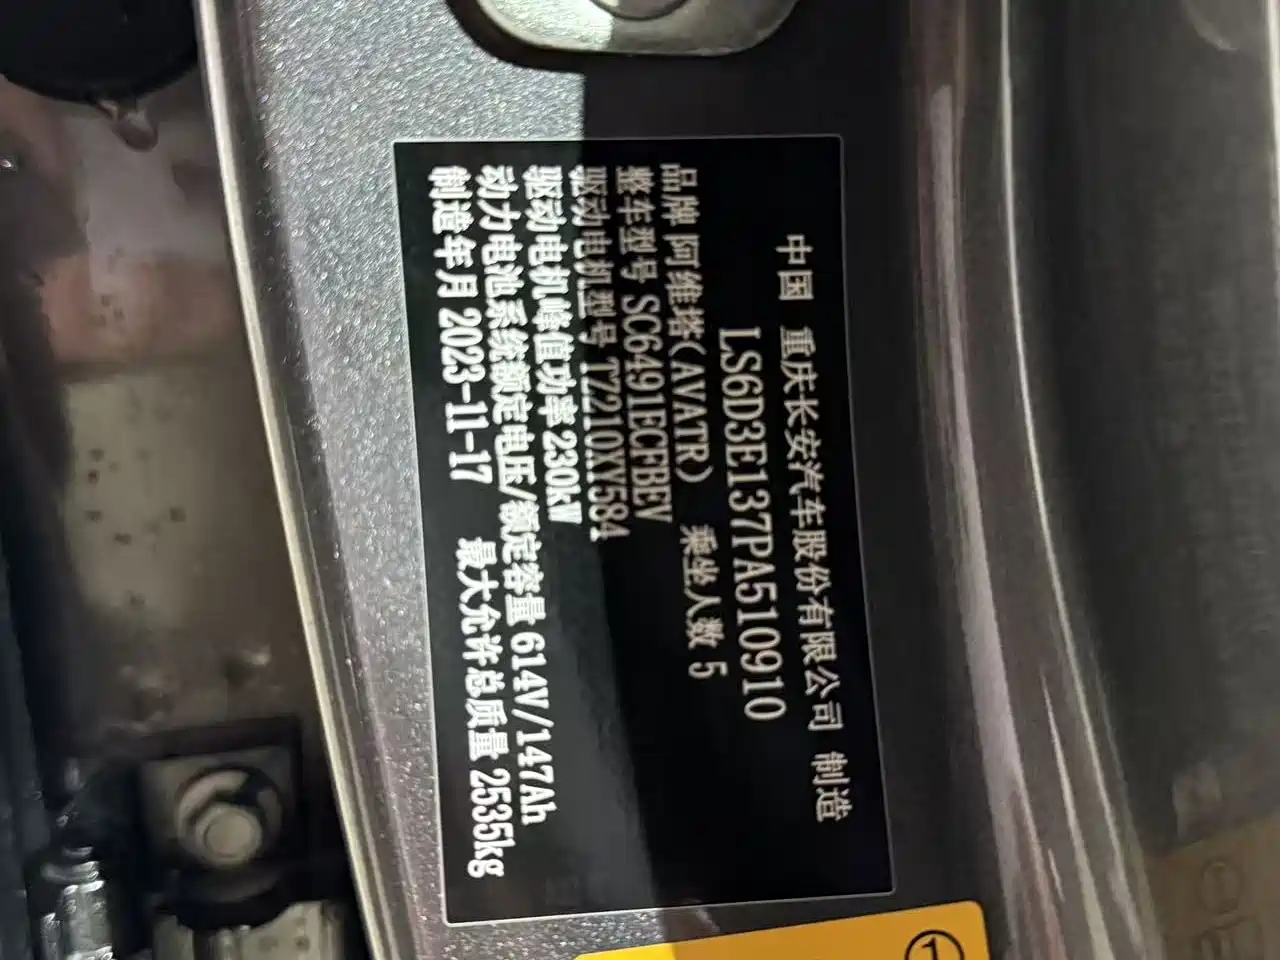 中国 重庆长安汽车股份有限公司 制造
LS6D3E137PA510910
品牌 阿维塔(AVATR) 乘坐人数 5
整车型号 SC6491ECFBEV
驱动电机型号 TZ210XY584
驱动电机峰值功率 230kW
动力电池系统额定电压/额定容量 614V/147Ah
制造年月 2023-11-17 最大允许总质量 2535kg
①